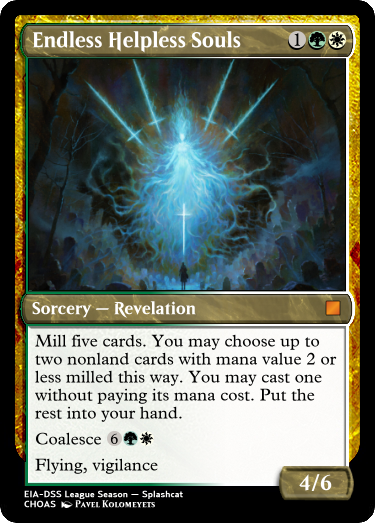 Endless Helpless Souls 1
Sorcery — Revelation
Mill five cards. You may choose up to
two nonland cards with mana value 2 or
less milled this way. You may cast one
without paying its mana cost. Put the
rest into your hand.
Coalesce 6
Flying, vigilance
4/6
EIA-DSS League Season — Splashcat
CHOAS Pavel Kolomeyets